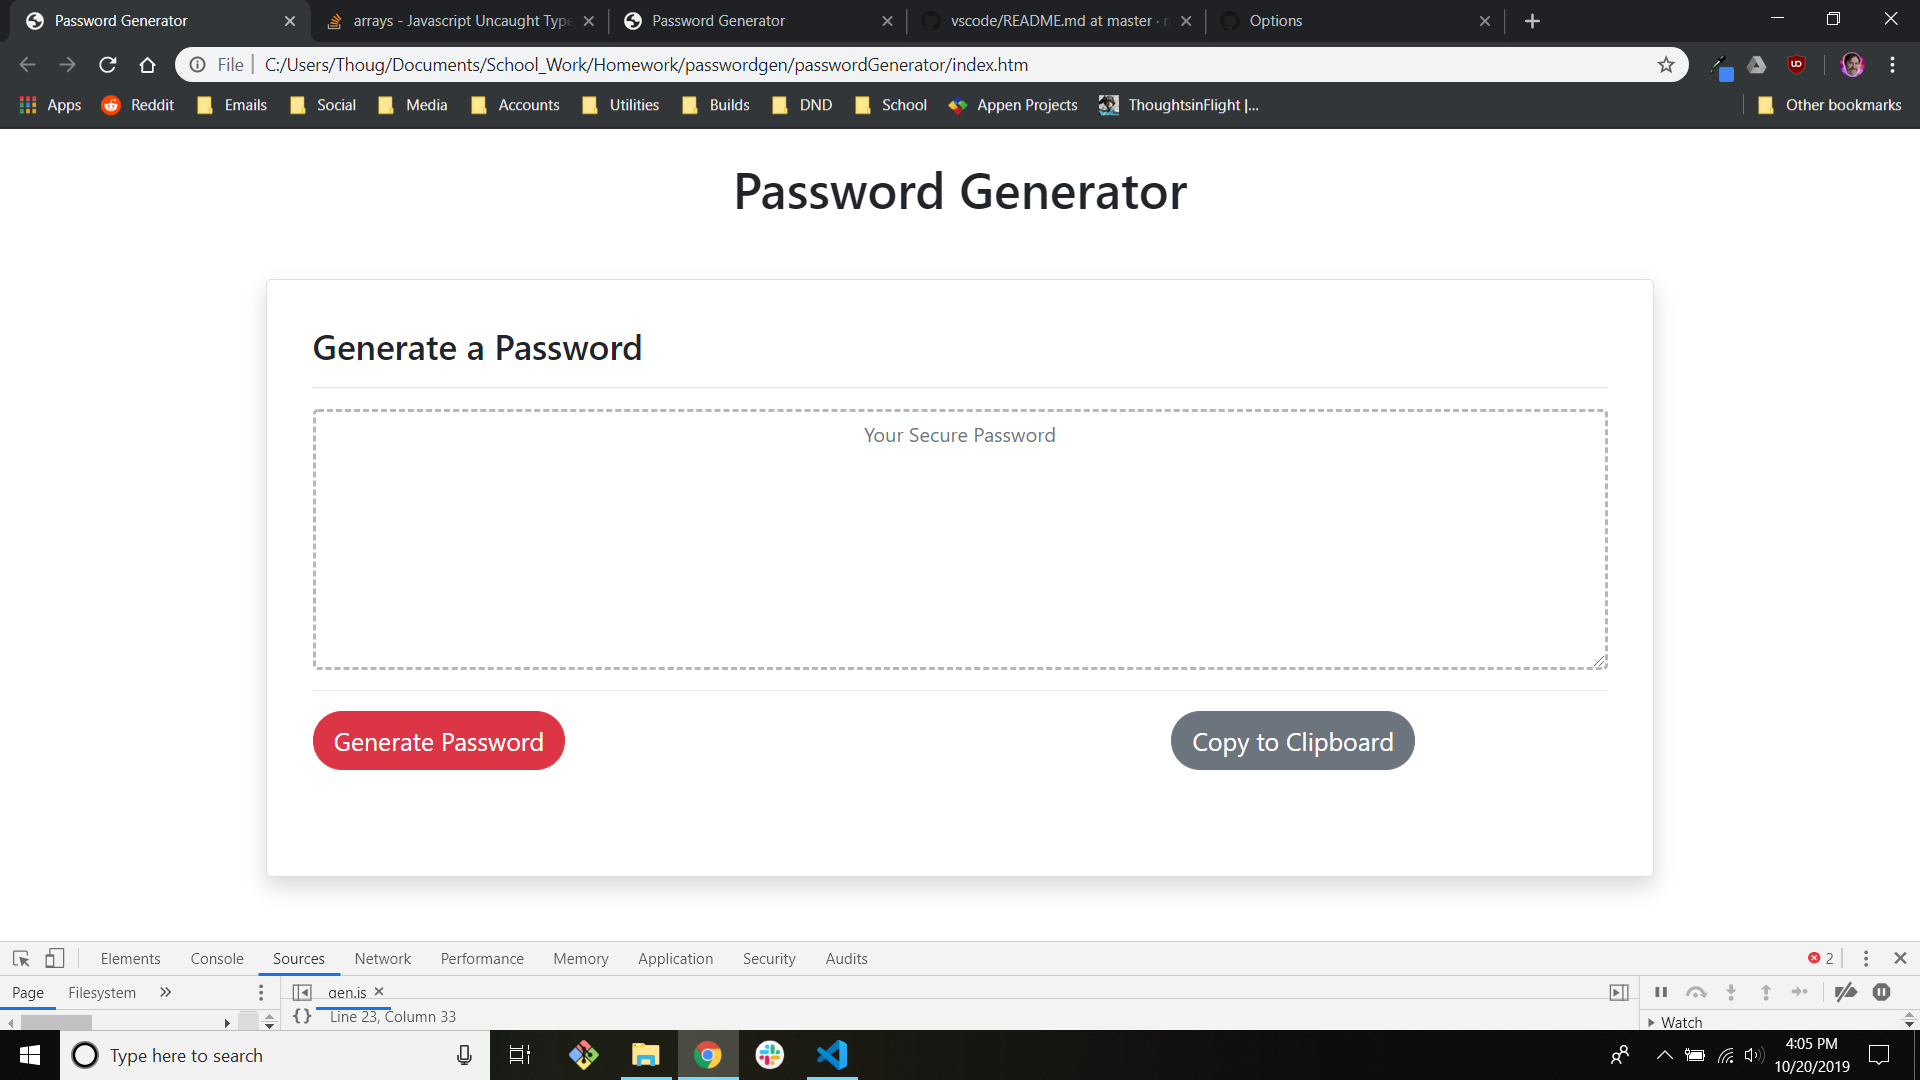 Password Generator
arrays - Javascript Uncaught Type
Password Generator
vscode/README.md at master · m
Options
File
C:/Users/Thoug/Documents/School_Work/Homework/passwordgen/passwordGenerator/index.htm
Apps
Reddit
Emails
Social
Media
Accounts
Utilities
Builds
DND
School
Appen Projects
ThoughtsinFlight |...
Other bookmarks
Password Generator
Generate a Password
Your Secure Password
Generate Password
Copy to Clipboard
Elements
Console
Sources
Network
Performance
Memory
Application
Security
Audits
2
Page
Filesystem
gen.js
{ } Line 23, Column 33
Watch
Type here to search
4:05 PM
10/20/2019